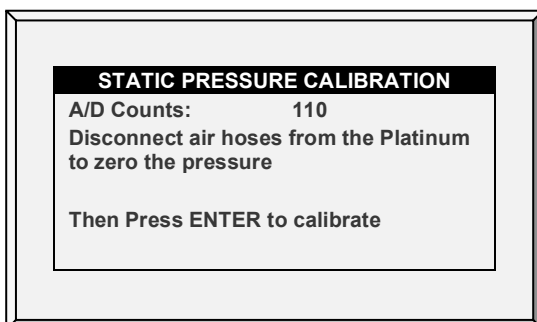 STATIC PRESSURE CALIBRATION
A/D Counts: 110
Disconnect air hoses from the Platinum
to zero the pressure
Then Press ENTER to calibrate